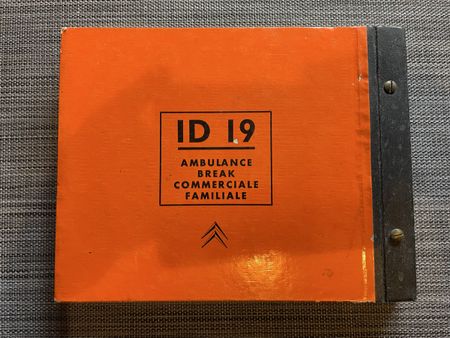 ID 19
AMBULANCE
BREAK
COMMERCIALE
FAMILIALE